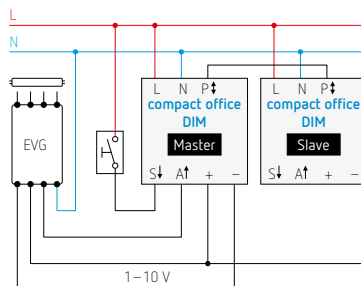 L
N
L N P↕ L N P↕
compact office DIM
Master
compact office DIM
Slave
EVG
S↓ A↑ + − S↓ A↑ + −
1–10 V